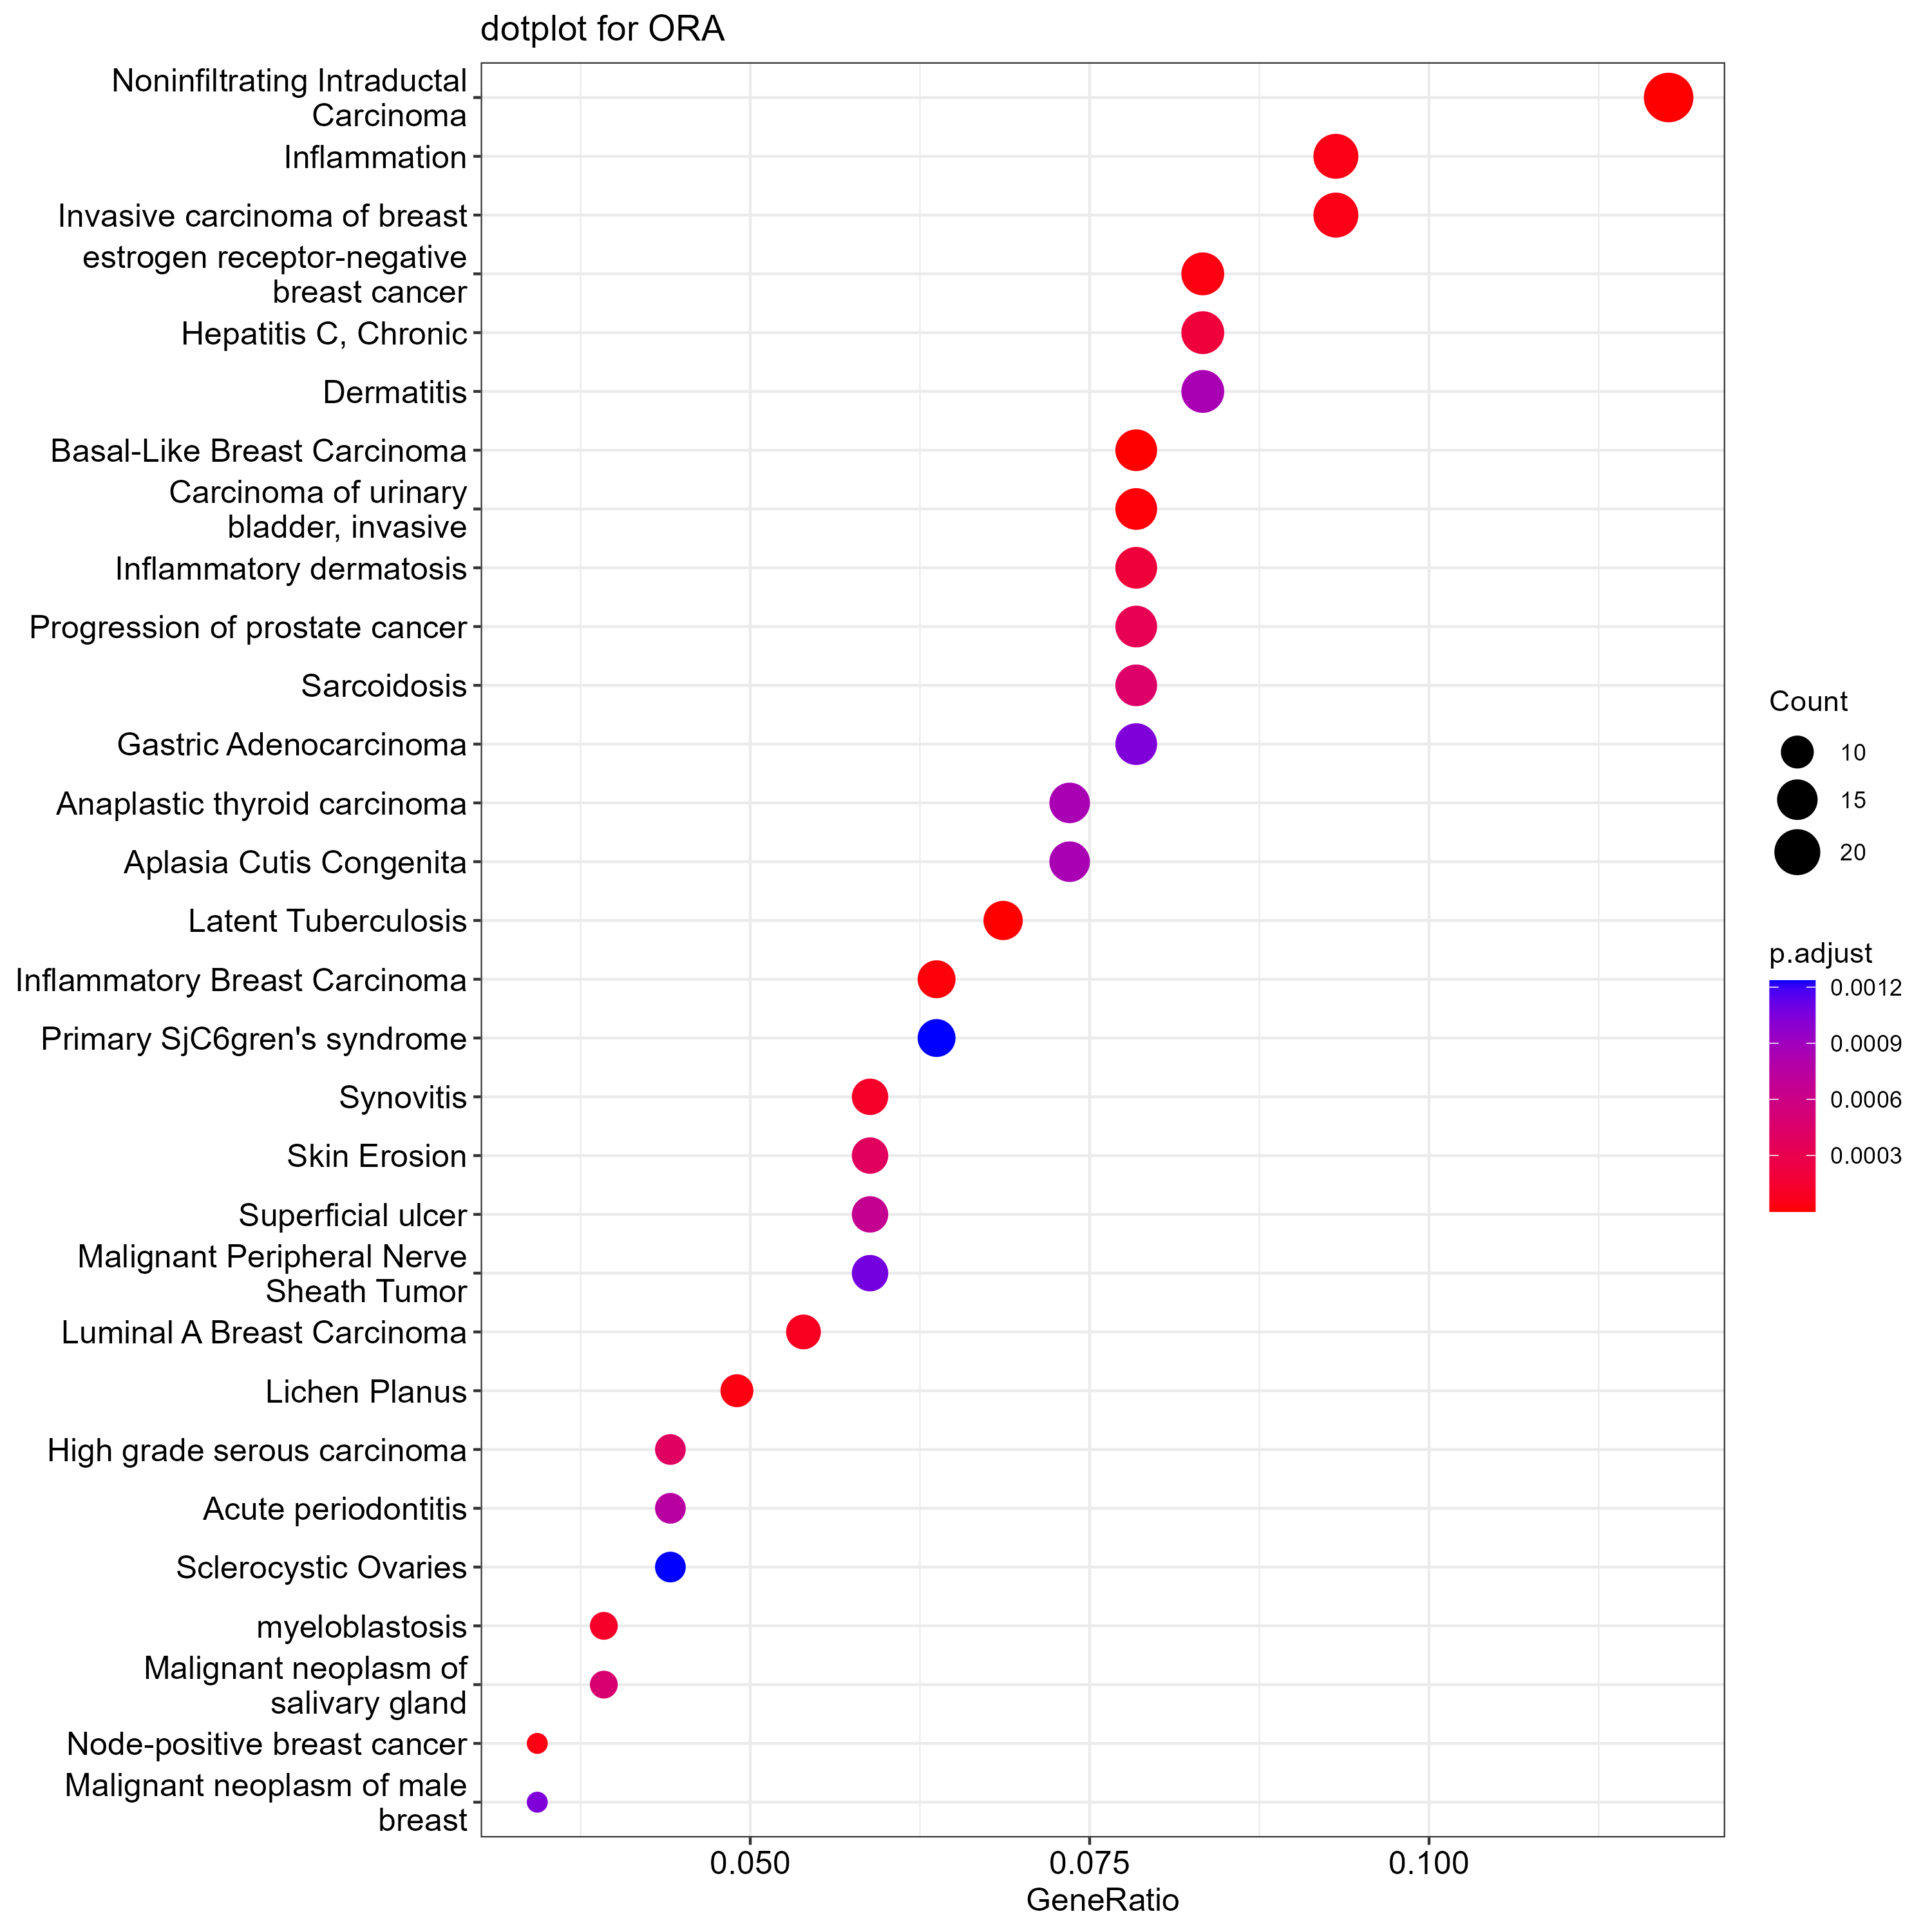 dotplot for ORA
Noninfiltrating Intraductal
Carcinoma
Inflammation
Invasive carcinoma of breast
estrogen receptor-negative
breast cancer
Hepatitis C, Chronic
Dermatitis
Basal-Like Breast Carcinoma
Carcinoma of urinary
bladder, invasive
Inflammatory dermatosis
Progression of prostate cancer
Sarcoidosis
Gastric Adenocarcinoma
Anaplastic thyroid carcinoma
Aplasia Cutis Congenita
Latent Tuberculosis
Inflammatory Breast Carcinoma
Primary SjC6gren's syndrome
Synovitis
Skin Erosion
Superficial ulcer
Malignant Peripheral Nerve
Sheath Tumor
Luminal A Breast Carcinoma
Lichen Planus
High grade serous carcinoma
Acute periodontitis
Sclerocystic Ovaries
myeloblastosis
Malignant neoplasm of
salivary gland
Node-positive breast cancer
Malignant neoplasm of male
breast
0.050 0.075 0.100
GeneRatio
Count
10
15
20
p.adjust
0.0012
0.0009
0.0006
0.0003